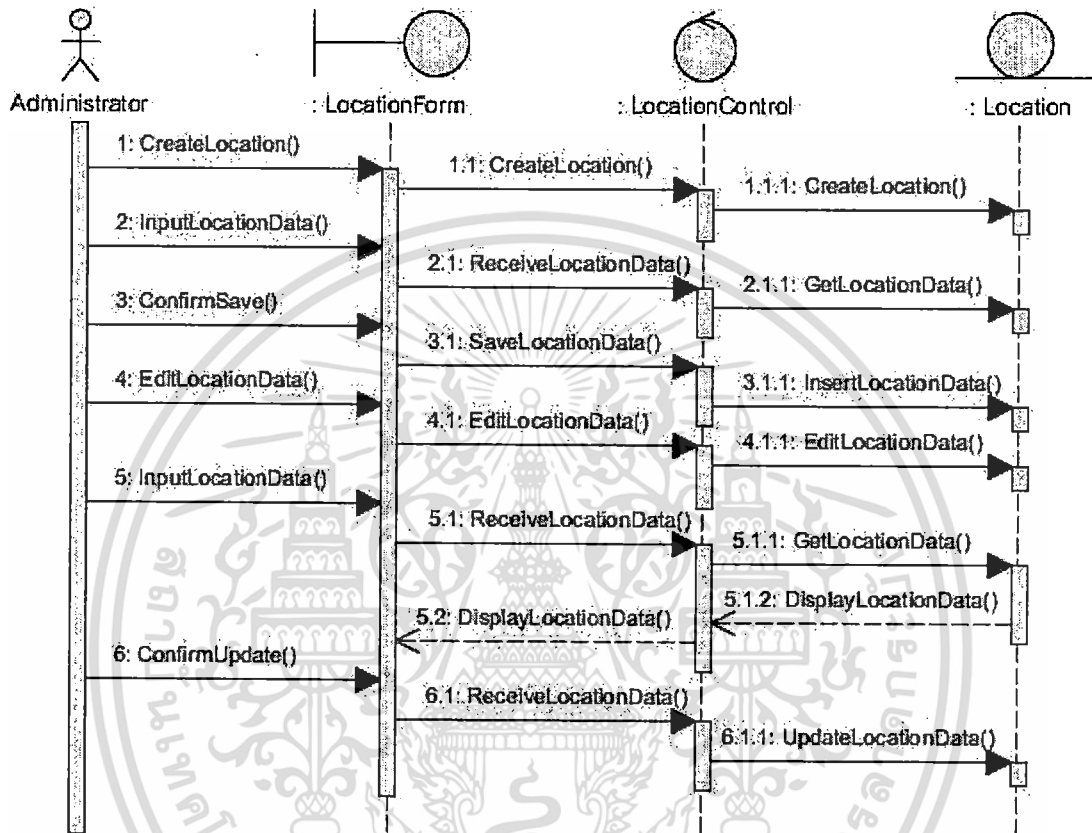 Administrator
: LocationForm
: LocationControl
: Location
1: CreateLocation()
1.1: CreateLocation()
1.1.1: CreateLocation()
2: InputLocationData()
2.1: ReceiveLocationData()
2.1.1: GetLocationData()
3: ConfirmSave()
3.1: SaveLocationData()
3.1.1: InsertLocationData()
4: EditLocationData()
4.1: EditLocationData()
4.1.1: EditLocationData()
5: InputLocationData()
5.1: ReceiveLocationData()
5.1.1: GetLocationData()
5.1.2: DisplayLocationData()
5.2: DisplayLocationData()
6: ConfirmUpdate()
6.1: ReceiveLocationData()
6.1.1: UpdateLocationData()